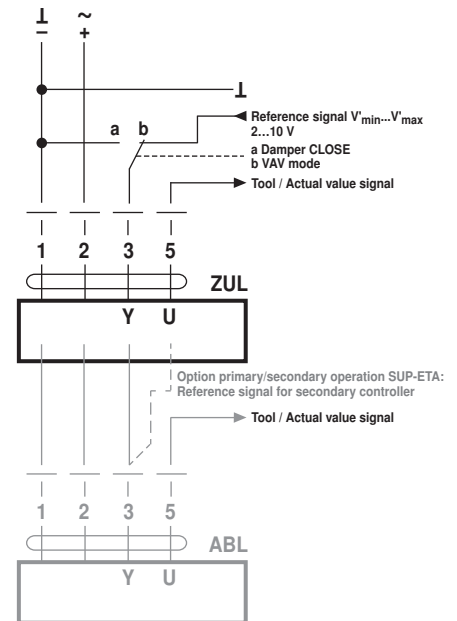 ⊥ ~
− +
⊥
Reference signal V'min...V'max
2…10 V
a b
a Damper CLOSE
b VAV mode
Tool / Actual value signal
1 2 3 5
ZUL
Y U
Option primary/secondary operation SUP-ETA:
Reference signal for secondary controller
Tool / Actual value signal
1 2 3 5
ABL
Y U